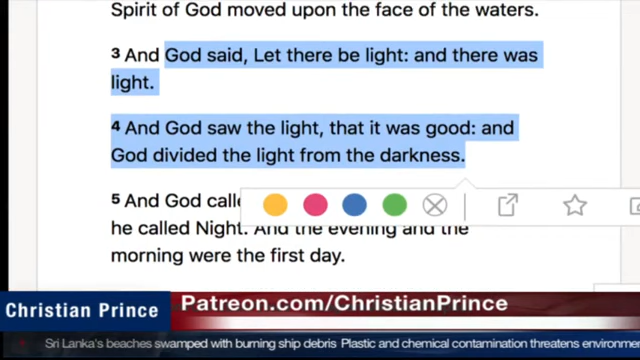 Spirit of God moved upon the face of the waters.
3 And God said, Let there be light: and there was
light.
4 And God saw the light, that it was good: and
God divided the light from the darkness.
5 And God calle
he called Night. And the evening and the
morning were the first day.
Christian Prince
Patreon.com/ChristianPrince
Sri Lanka's beaches swamped with burning ship debris Plastic and chemical contamination threatens environme